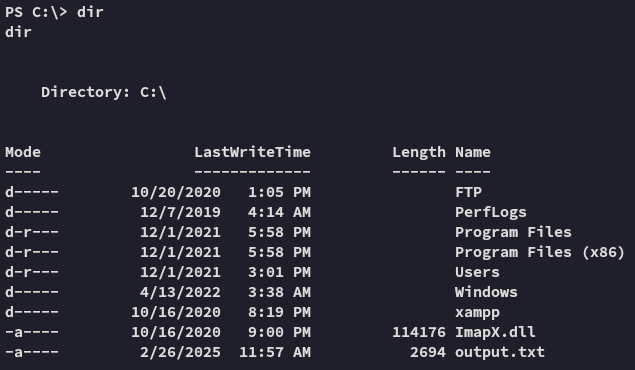 PS C:\> dir
dir
    Directory: C:\
Mode                 LastWriteTime         Length Name
----                 -------------         ------ ----
d-----        10/20/2020   1:05 PM                FTP
d-----         12/7/2019   4:14 AM                PerfLogs
d-r---         12/1/2021   5:58 PM                Program Files
d-r---         12/1/2021   5:58 PM                Program Files (x86)
d-r---         12/1/2021   3:01 PM                Users
d-----         4/13/2022   3:38 AM                Windows
d-----        10/16/2020   8:19 PM                xampp
-a----        10/16/2020   9:00 PM         114176 ImapX.dll
-a----         2/26/2025  11:57 AM           2694 output.txt